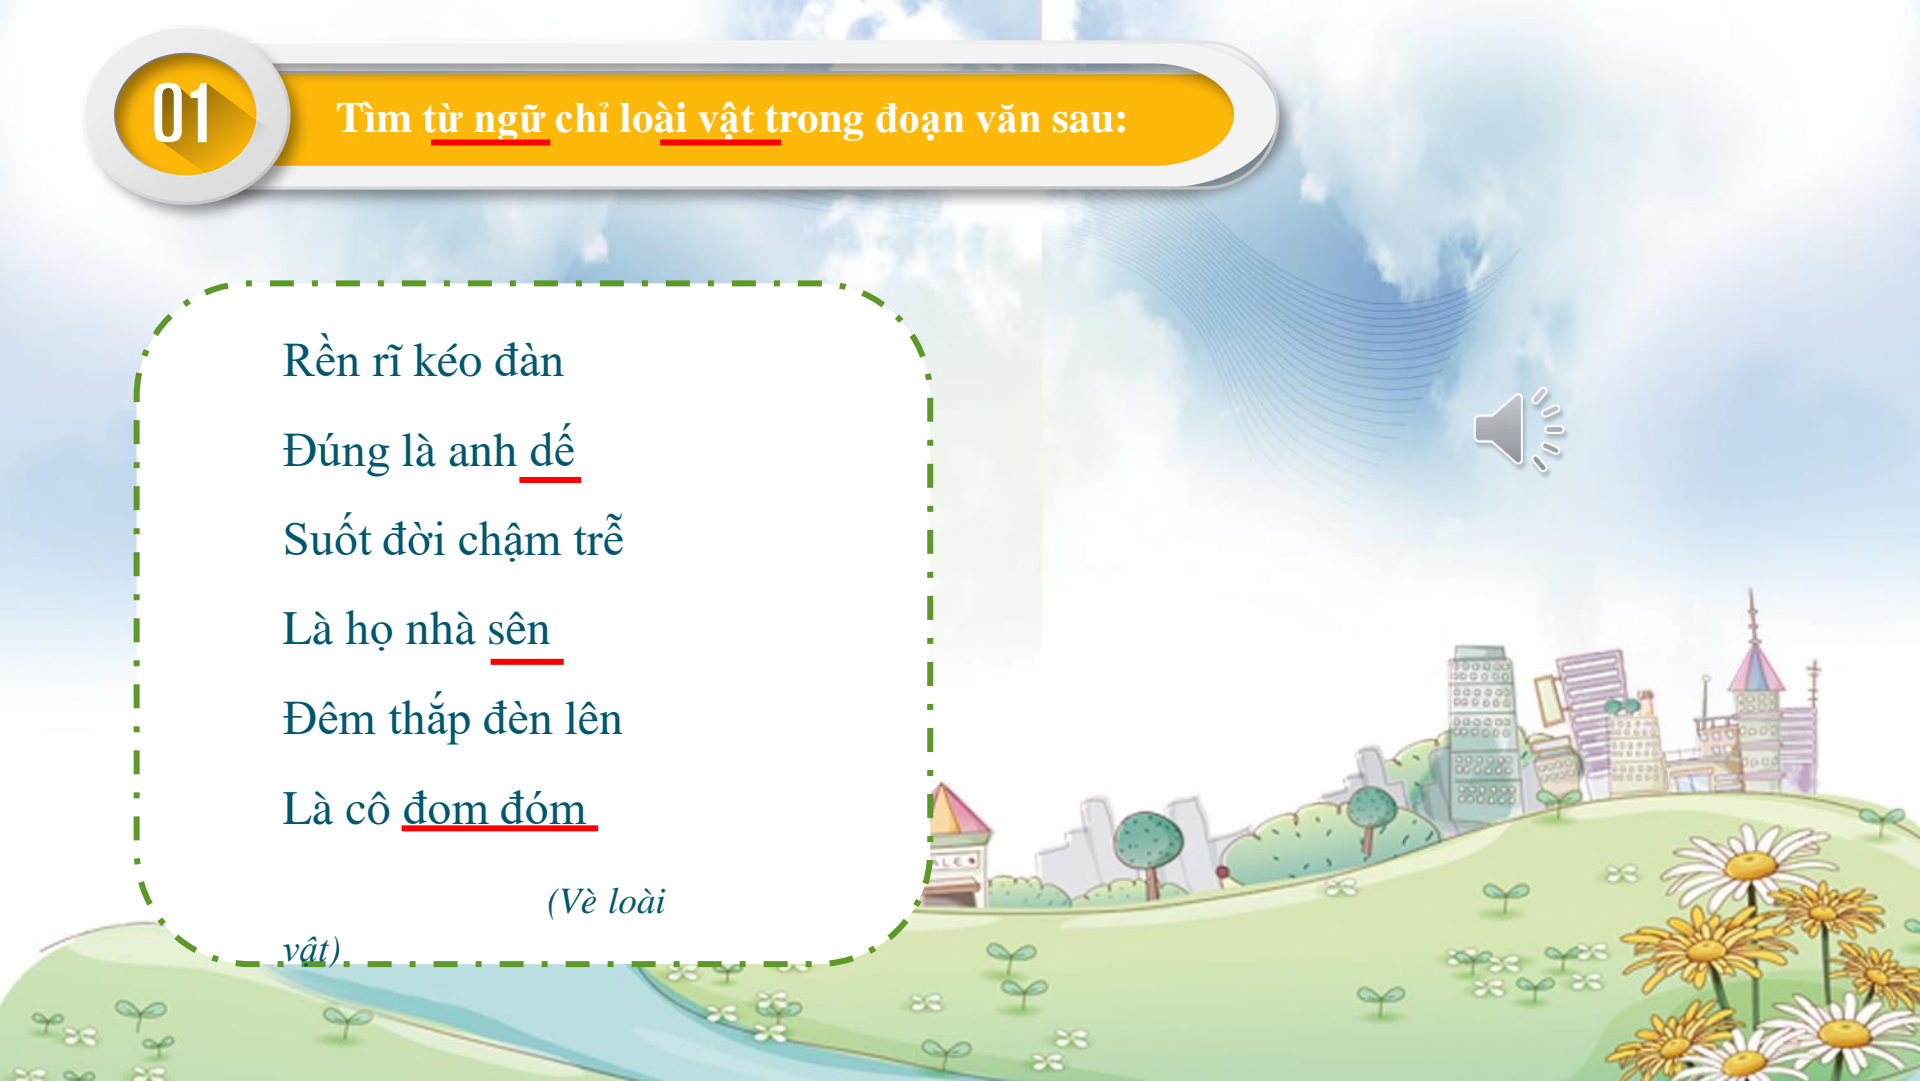 01
Tìm từ ngữ chỉ loài vật trong đoạn văn sau:
Rền rĩ kéo đàn
Đúng là anh dế
Suốt đời chậm trễ
Là họ nhà sên
Đêm thắp đèn lên
Là cô đom đóm
(Vè loài
vật)